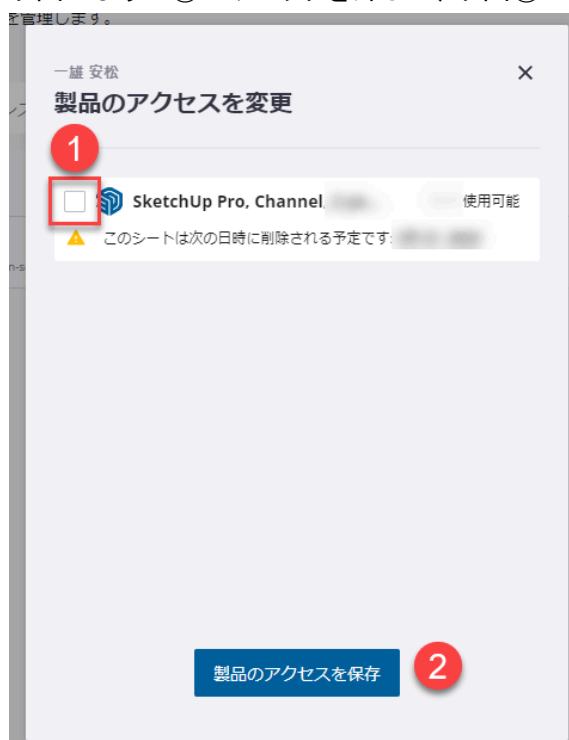 を管理します。
一雄 安松
製品のアクセスを変更
1
SketchUp Pro, Channel,
使用可能
このシートは次の日時に削除される予定です:
n-s
製品のアクセスを保存
2